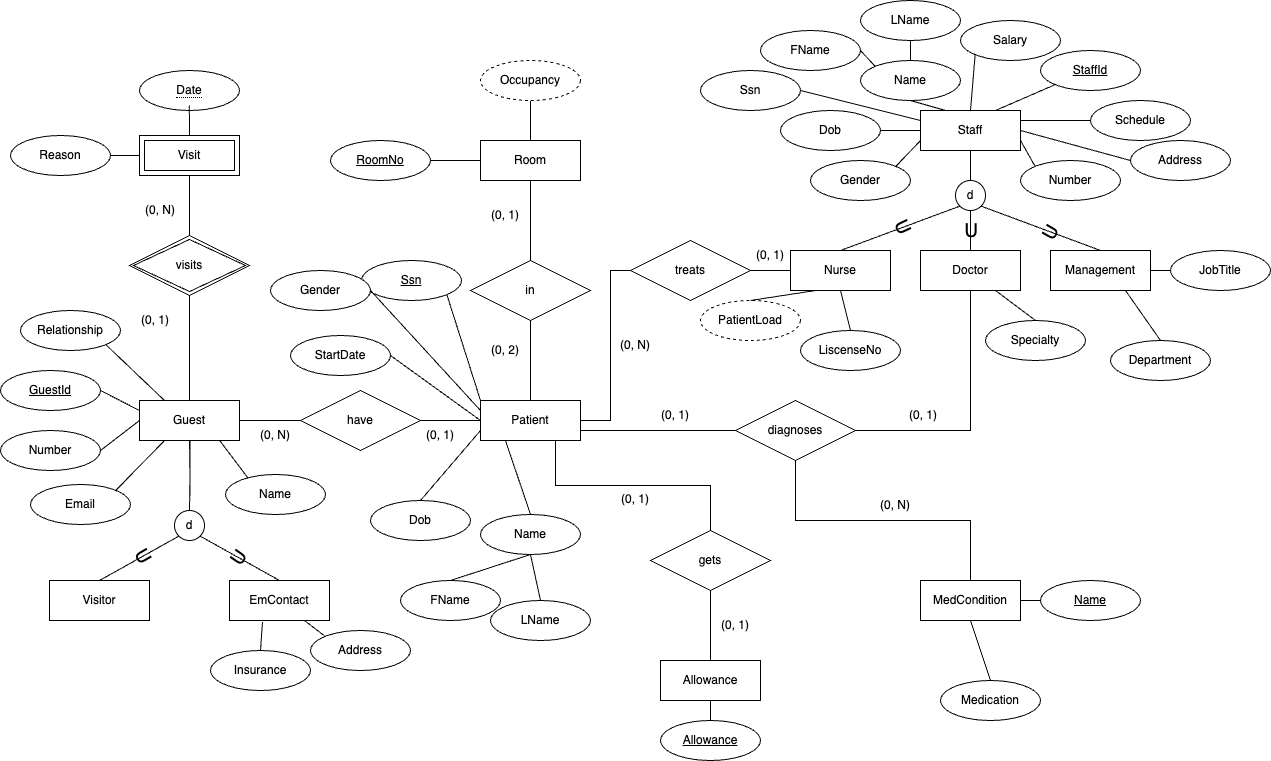 LName
FName
Salary
Name
StaffId
Ssn
Date
Occupancy
Schedule
Dob
Staff
Reason
Visit
RoomNo
Room
Address
Gender
Number
d
(0, N)
(0, 1)
visits
treats
(0, 1)
Nurse
Doctor
Management
JobTitle
Gender
Ssn
in
(0, 1)
PatientLoad
Relationship
StartDate
(0, 2)
(0, N)
LiscenseNo
Specialty
Department
GuestId
Guest
have
Patient
(0, N)
(0, 1)
(0, 1)
diagnoses
(0, 1)
Number
Email
Name
(0, 1)
(0, N)
d
Dob
Name
gets
Visitor
EmContact
FName
LName
(0, 1)
MedCondition
Name
Insurance
Address
Allowance
Medication
Allowance